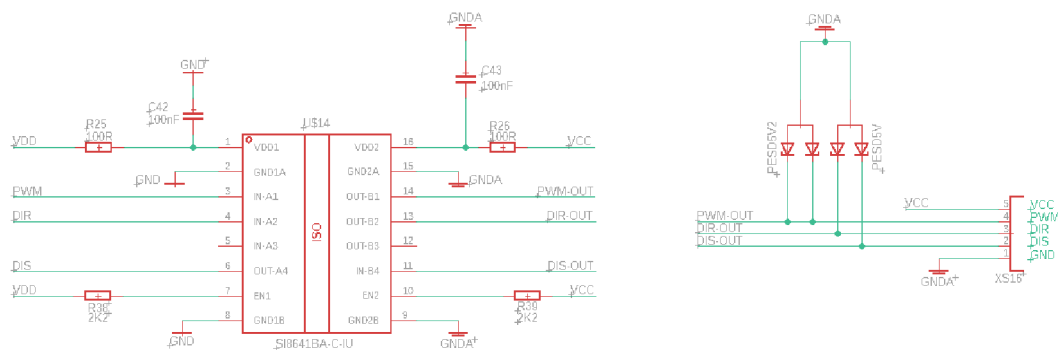 GNDA
GNDA
GND
C43
100nF
C42
100nF
R25
100R
U$14
R26
100R
PESD5V2
PESD5V
VDD
1
VDD1
VDD2
16
VCC
2
GND1A
GND2A
15
GND
GNDA
PWM
3
IN-A1
OUT-B1
14
PWM-OUT
DIR
4
IN-A2
OUT-B2
13
DIR-OUT
ISO
5
IN-A3
OUT-B3
12
DIS
6
OUT-A4
IN-B4
11
DIS-OUT
VDD
7
EN1
EN2
10
VCC
R38
2K2
R39
2K2
8
GND1B
GND2B
9
GND
GNDA
SI8641BA-C-IU
VCC
5
VCC
PWM-OUT
4
PWM
DIR-OUT
3
DIR
DIS-OUT
2
DIS
1
GND
GNDA
XS16